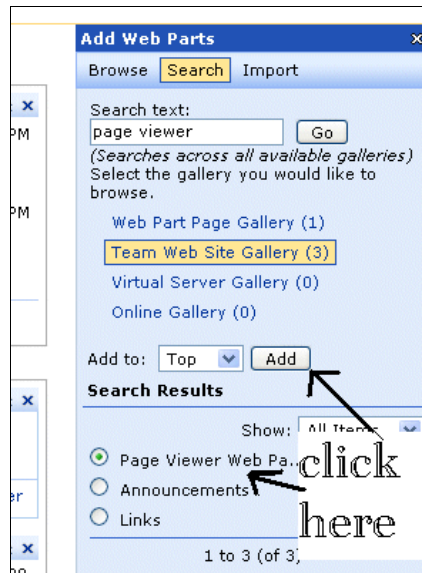 Add Web Parts
Browse Search Import
Search text:
PM
page viewer Go
(Searches across all available galleries)
Select the gallery you would like to
browse.
PM
Web Part Page Gallery (1)
Team Web Site Gallery (3)
Virtual Server Gallery (0)
Online Gallery (0)
Add to: Top Add
Search Results
Show: All Items
Page Viewer Web Pa...
click
er
Announcements
here
Links
1 to 3 (of 3)